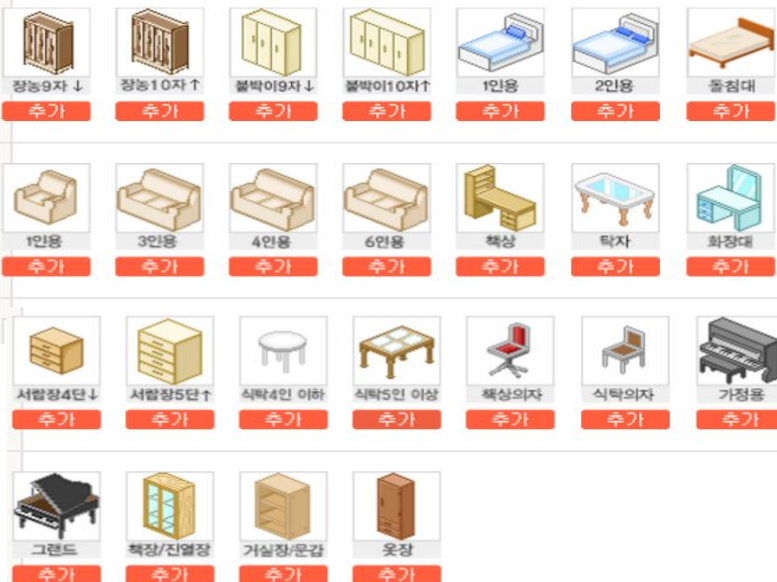 장농9자↓ 장농10자↑ 붙박이9자↓ 붙박이10자↑ 1인용 2인용 돌침대
추가 추가 추가 추가 추가 추가 추가
1인용 3인용 4인용 6인용 책상 탁자 화장대
추가 추가 추가 추가 추가 추가 추가
서랍장4단↓ 서랍장5단↑ 식탁4인 이하 식탁5인 이상 책상의자 식탁의자 가정용
추가 추가 추가 추가 추가 추가 추가
그랜드 책장/진열장 거실장/문갑 옷장
추가 추가 추가 추가